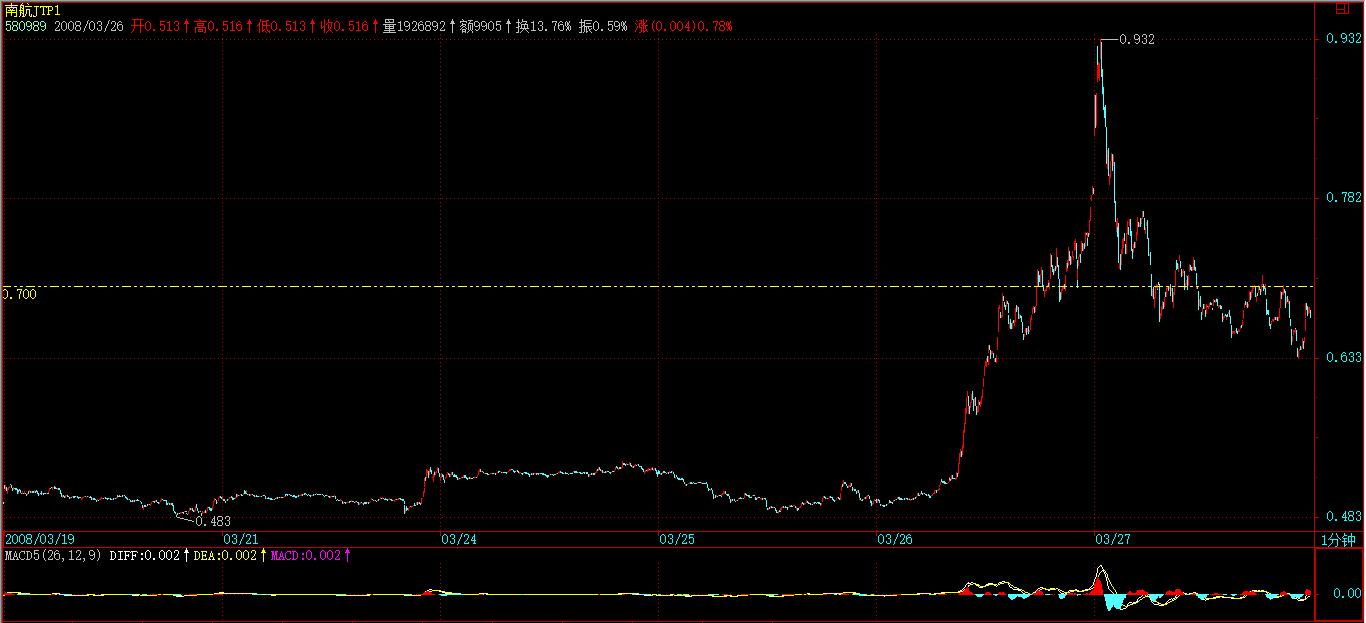 南航JTP1
580989 2008/03/26 开0.513↑高0.516↑低0.513↑收0.516↑量1926892↑额9905↑换13.76% 振0.59% 涨(0.004)0.78%
0.932 0.932
0.782
0.700
0.633
0.483 0.483
2008/03/19 03/21 03/24 03/25 03/26 03/27 1分钟
MACD5(26,12,9) DIFF:0.002↑DEA:0.002↑MACD:0.002↑
0.00